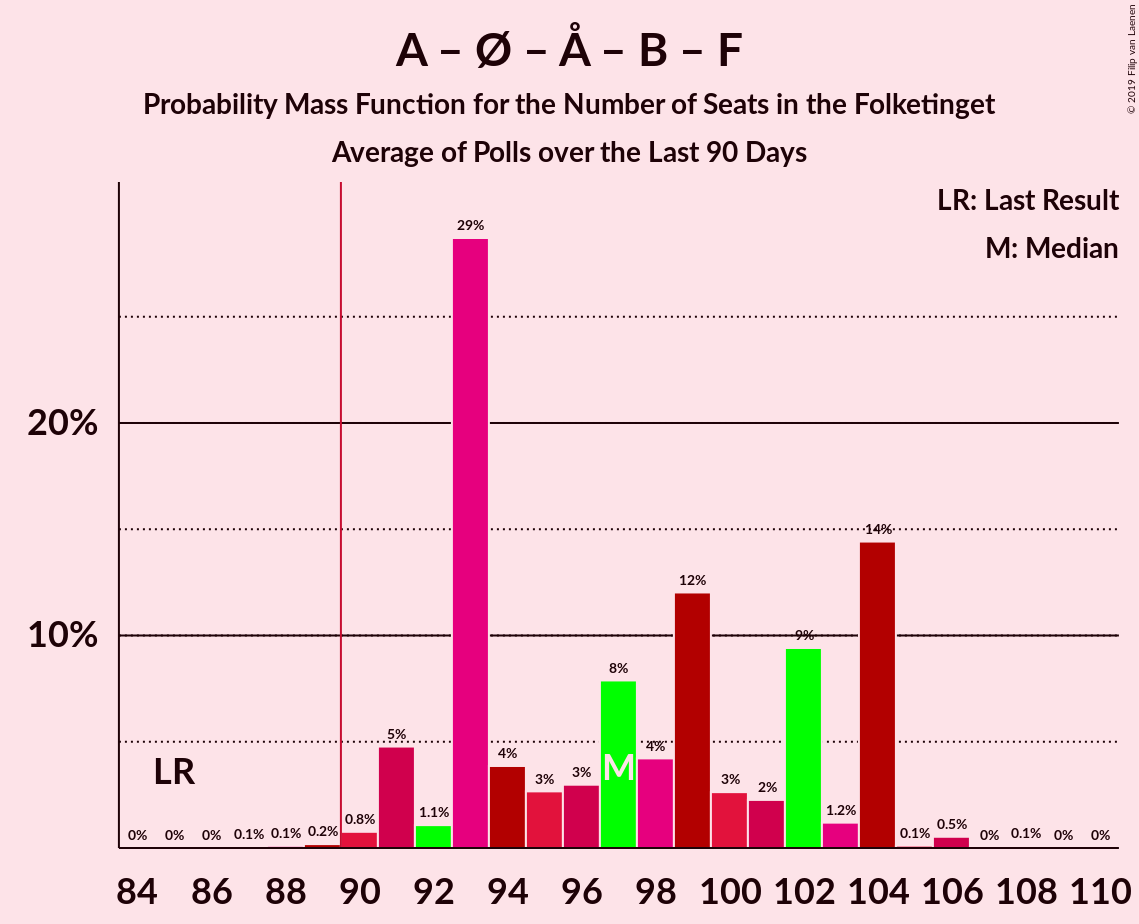 A – Ø – Å – B – F
Probability Mass Function for the Number of Seats in the Folketinget
Average of Polls over the Last 90 Days
© 2019 Filip van Laenen
LR: Last Result
M: Median
20%
10%
LR
M
0% 0% 0% 0.1% 0.1% 0.2% 0.8% 5% 1.1% 29% 4% 3% 3% 8% 4% 12% 3% 2% 9% 1.2% 14% 0.1% 0.5% 0% 0.1% 0% 0%
84 86 88 90 92 94 96 98 100 102 104 106 108 110